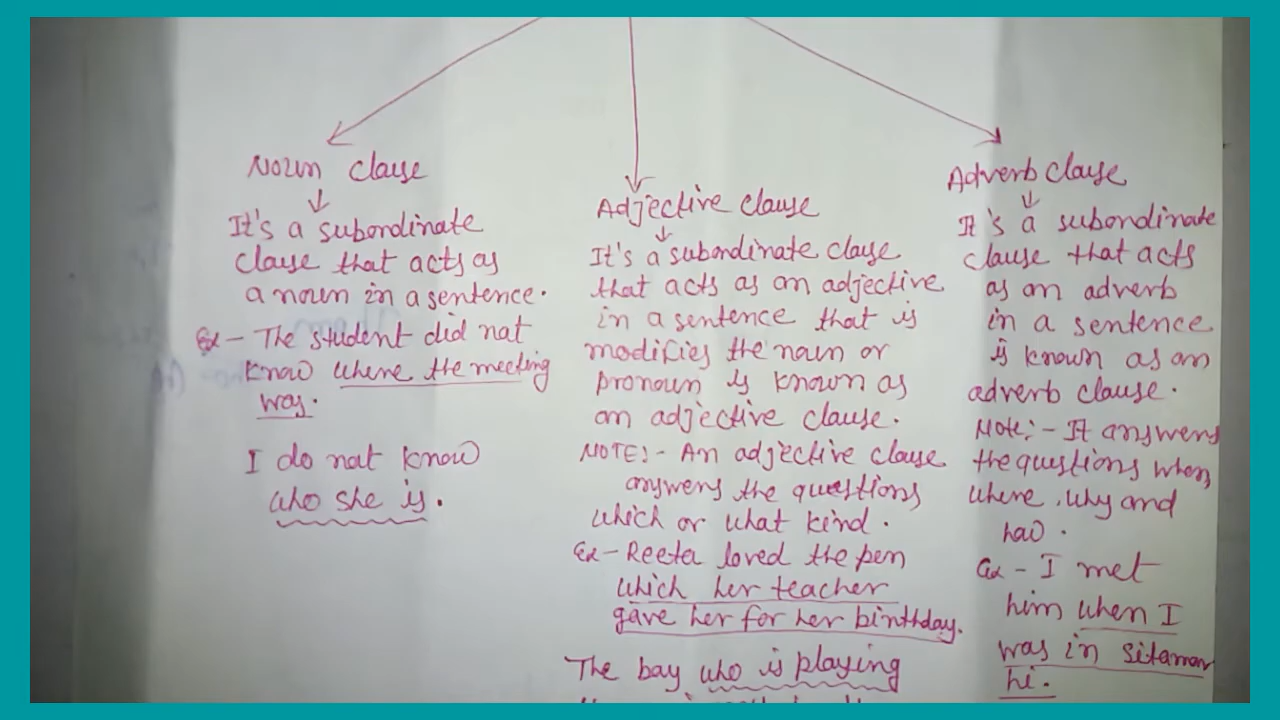 Noun clause
It's a subordinate
clause that acts as
a noun in a sentence.
Ex - The student did not
know where the meeting
was.
I do not know
who she is.
Adjective clause
It's a subordinate clause
that acts as an adjective
in a sentence that is
modifies the noun or
pronoun is known as
an adjective clause.
NOTE:- An adjective clause
answers the questions
which or what kind.
Ex - Reeta loved the pen
which her teacher
gave her for her birthday.
The boy who is playing
Adverb clause
It's a subordinate
clause that acts
as an adverb
in a sentence
is known as an
adverb clause.
Note:- It answers
the questions when,
where, why and
how.
Ex - I met
him when I
was in sitamar
hi.